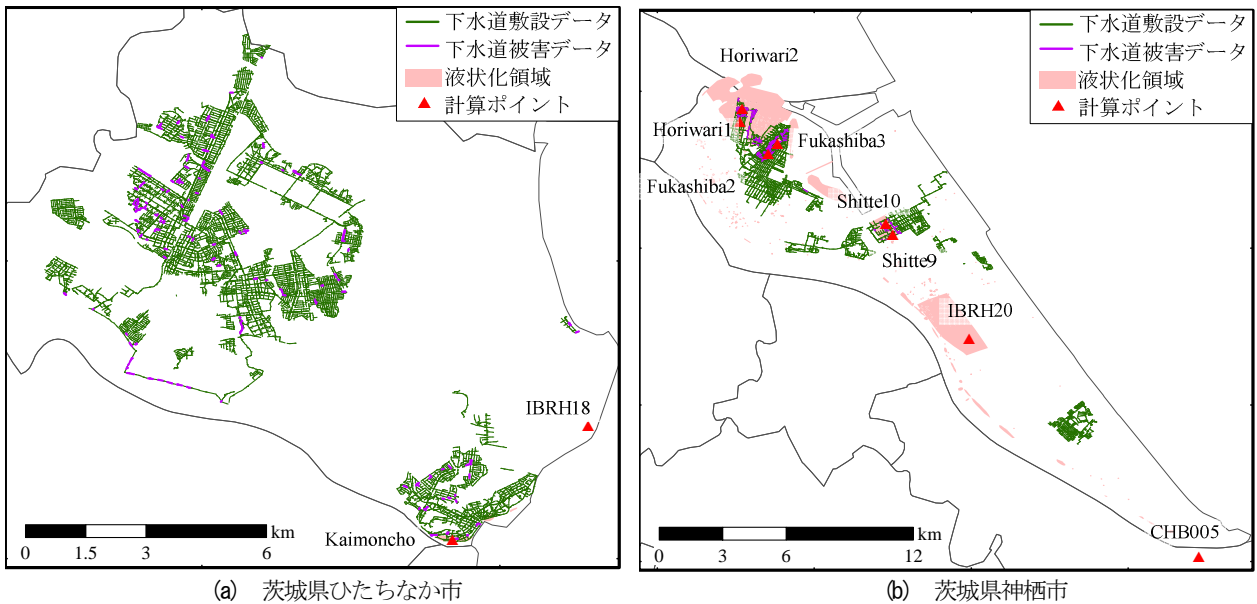 下水道敷設データ
下水道被害データ
液状化領域
計算ポイント
IBRH18
Kaimoncho
km
0 1.5 3 6
(a) 茨城県ひたちなか市
下水道敷設データ
下水道被害データ
液状化領域
計算ポイント
Horiwari2
Horiwari1
Fukashiba3
Fukashiba2
Shitte10
Shitte9
IBRH20
CHB005
km
0 3 6 12
(b) 茨城県神栖市